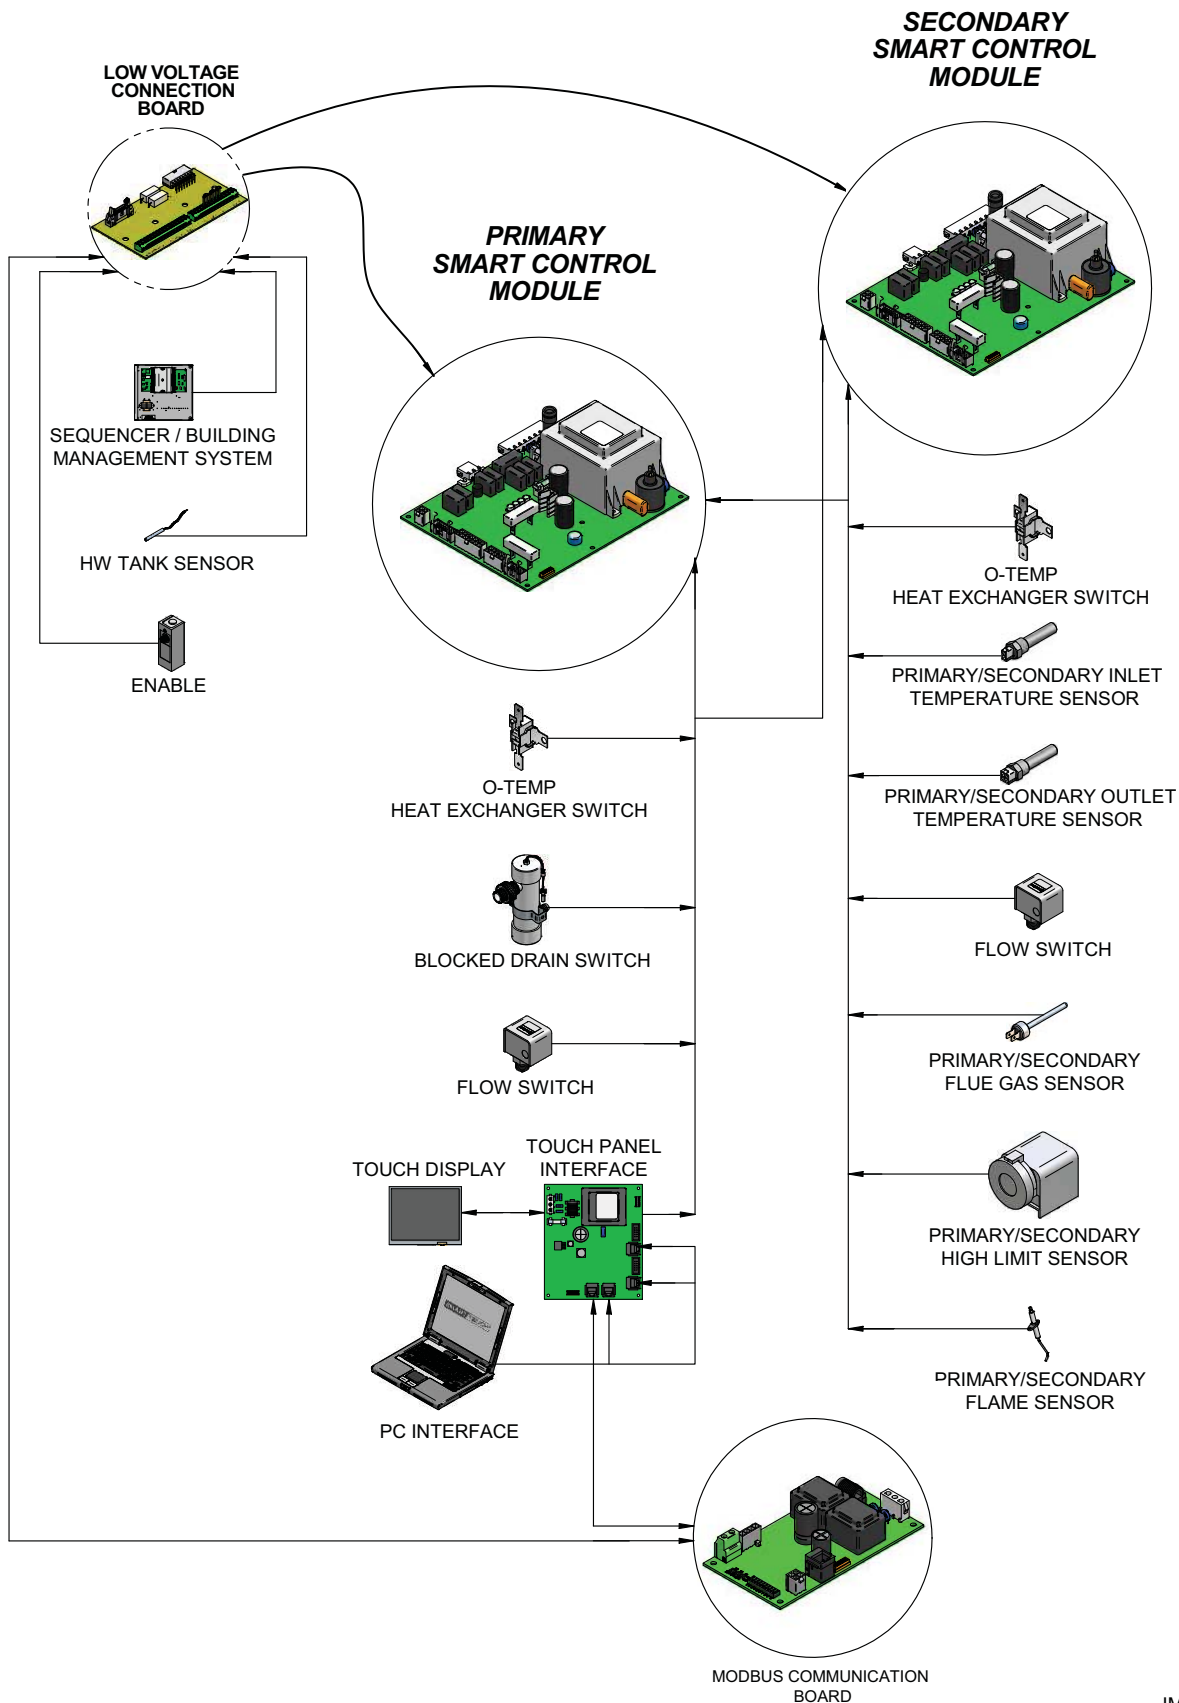 SECONDARY
SMART CONTROL
MODULE
LOW VOLTAGE
CONNECTION
BOARD
PRIMARY
SMART CONTROL
MODULE
SEQUENCER / BUILDING
MANAGEMENT SYSTEM
HW TANK SENSOR
ENABLE
O-TEMP
HEAT EXCHANGER SWITCH
BLOCKED DRAIN SWITCH
FLOW SWITCH
TOUCH DISPLAY
TOUCH PANEL
INTERFACE
PC INTERFACE
O-TEMP
HEAT EXCHANGER SWITCH
PRIMARY/SECONDARY INLET
TEMPERATURE SENSOR
PRIMARY/SECONDARY OUTLET
TEMPERATURE SENSOR
FLOW SWITCH
PRIMARY/SECONDARY
FLUE GAS SENSOR
PRIMARY/SECONDARY
HIGH LIMIT SENSOR
PRIMARY/SECONDARY
FLAME SENSOR
MODBUS COMMUNICATION
BOARD